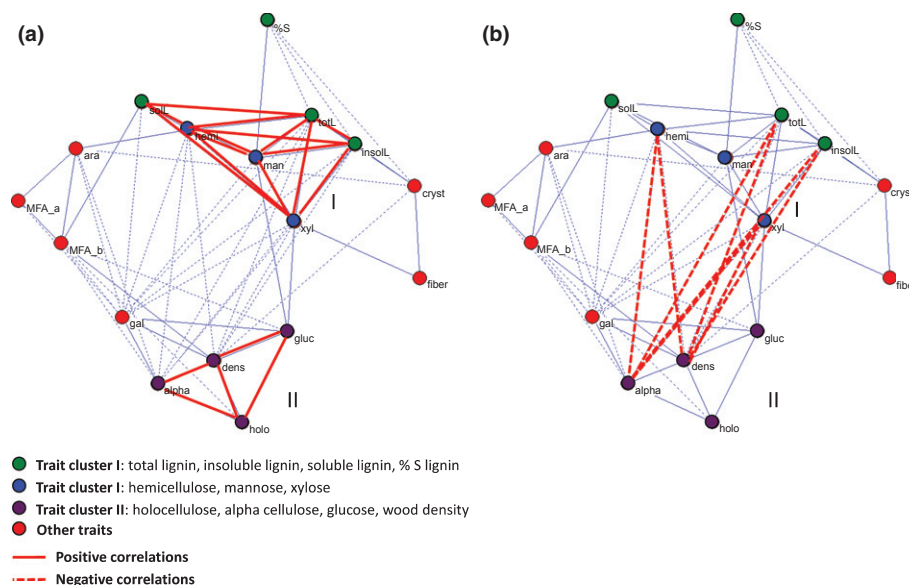 (a)
%S
solL
totL
hemi
insolL
ara
man
cryst
MFA_a
I
xyl
MFA_b
fiber
gal
gluc
dens
alpha
II
holo
(b)
%S
solL
totL
hemi
insolL
ara
man
crys
MFA_a
I
xyl
MFA_b
fibe
gal
gluc
dens
alpha
II
holo
Trait cluster I: total lignin, insoluble lignin, soluble lignin, % S lignin
Trait cluster I: hemicellulose, mannose, xylose
Trait cluster II: holocellulose, alpha cellulose, glucose, wood density
Other traits
Positive correlations
Negative correlations